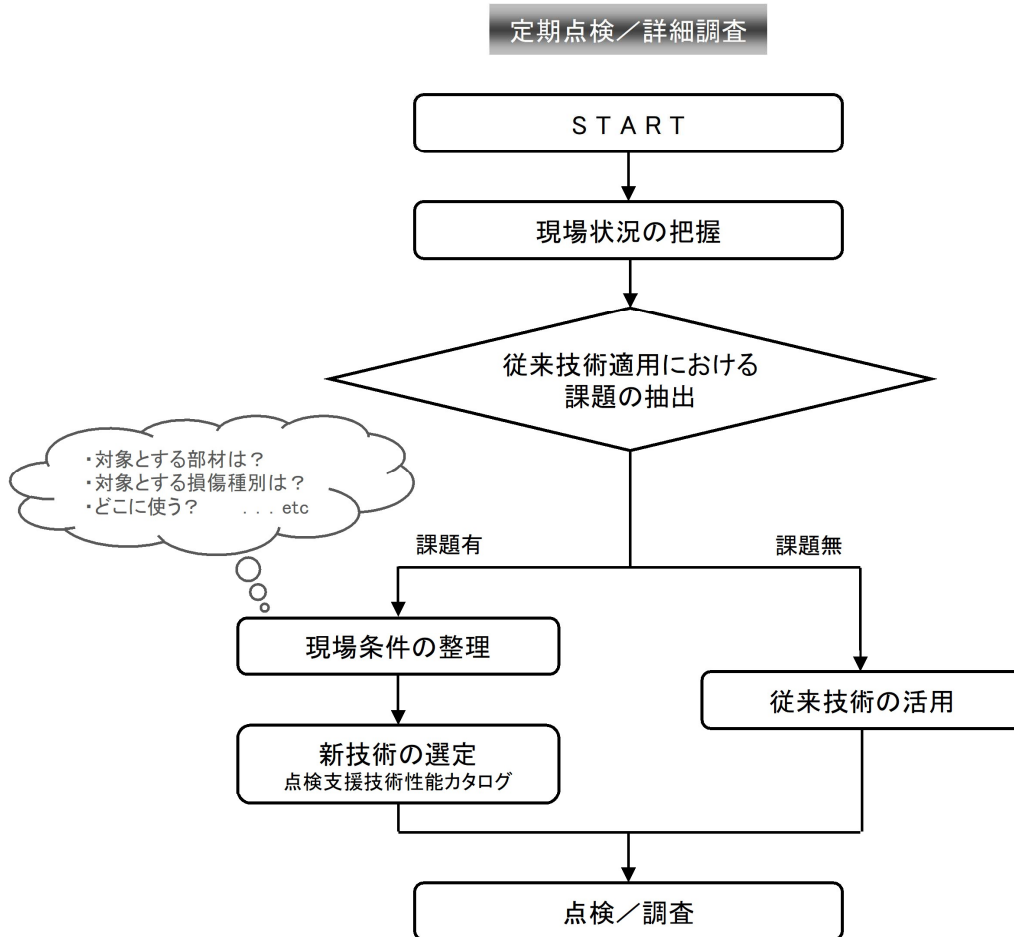 定期点検／詳細調査
ＳＴＡＲＴ
現場状況の把握
従来技術適用における
課題の抽出
・対象とする部材は？
・対象とする損傷種別は？
・どこに使う？ ．．．etc
課題有
課題無
現場条件の整理
従来技術の活用
新技術の選定
点検支援技術性能カタログ
点検／調査